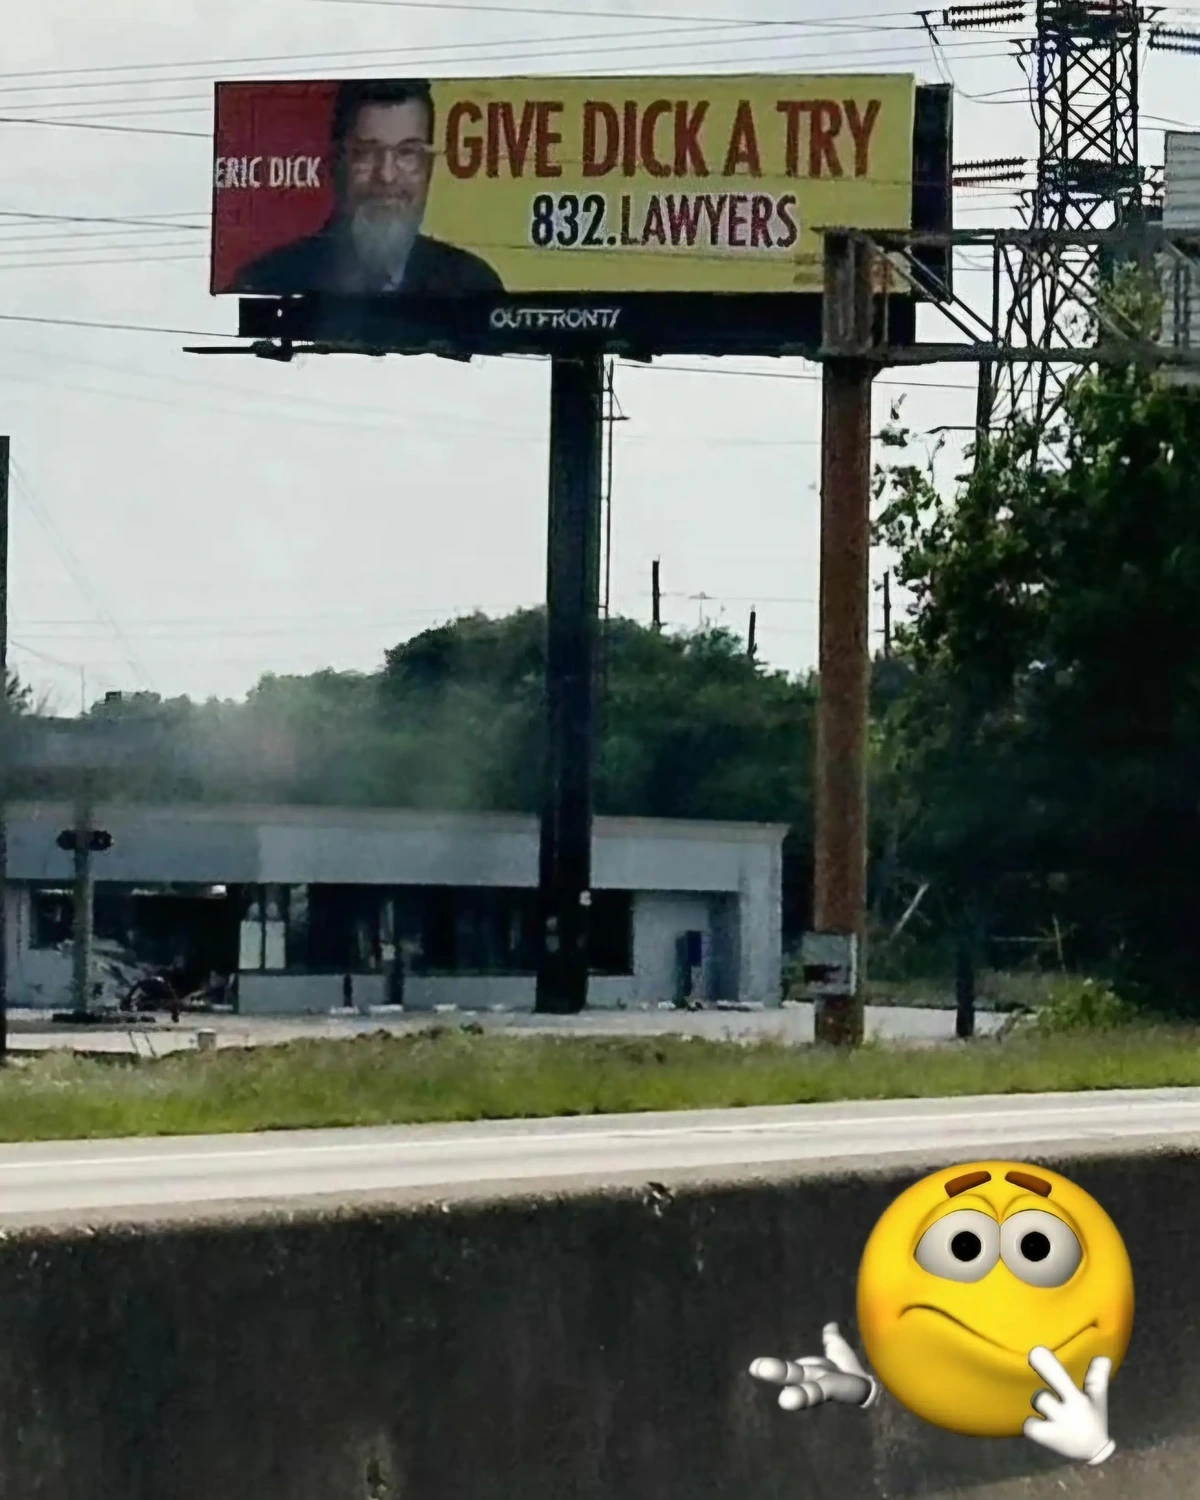 ERIC DICK
GIVE DICK A TRY
832.LAWYERS
OUTFRONT/